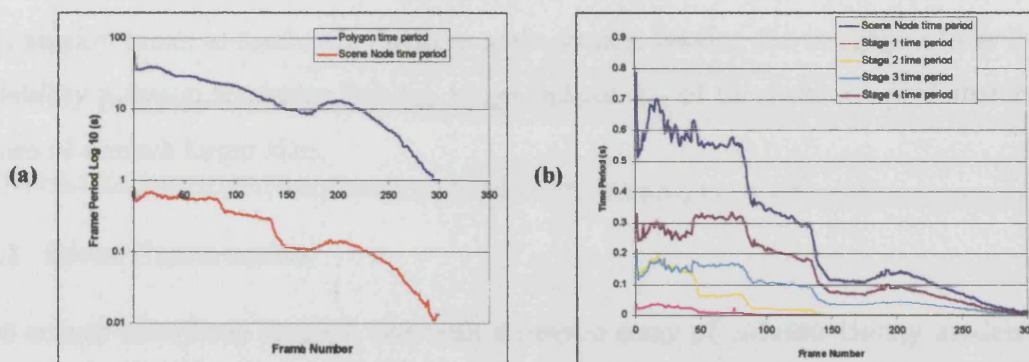 (a)
Frame Period Log 10 (s)
100
10
1
0.1
0.01
0 50 100 150 200 250 300 350
Frame Number
Polygon time period
Scene Node time period
(b)
Time Period (s)
0.9
0.8
0.7
0.6
0.5
0.4
0.3
0.2
0.1
0
0 50 100 150 200 250
Frame Number
Scene Node time period
Stage 1 time period
Stage 2 time period
Stage 3 time period
Stage 4 time period